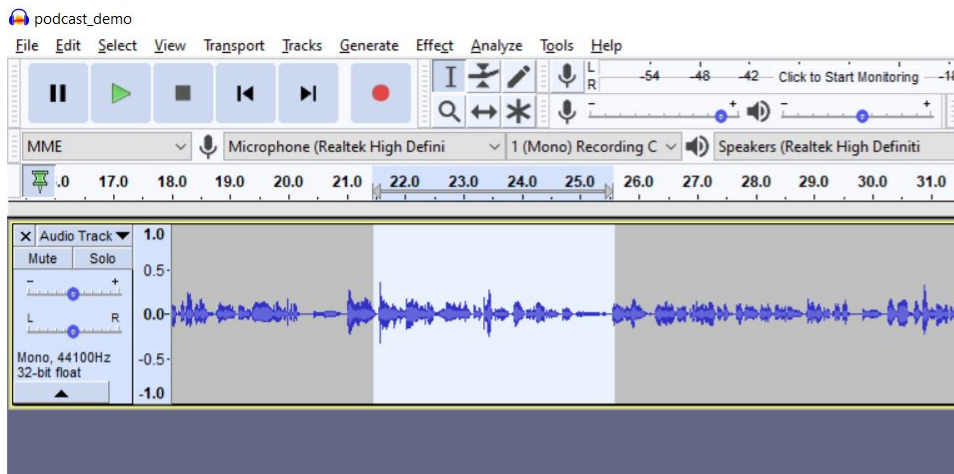 podcast_demo
File Edit Select View Transport Tracks Generate Effect Analyze Tools Help
L
R
-54 -48 -42 Click to Start Monitoring -18
- + - +
MME Microphone (Realtek High Defini 1 (Mono) Recording C Speakers (Realtek High Definiti
.0 17.0 18.0 19.0 20.0 21.0 22.0 23.0 24.0 25.0 26.0 27.0 28.0 29.0 30.0 31.0
X Audio Track 1.0
Mute Solo
0.5-
- +
L R
0.0-
Mono, 44100Hz
-0.5-
32-bit float
-1.0